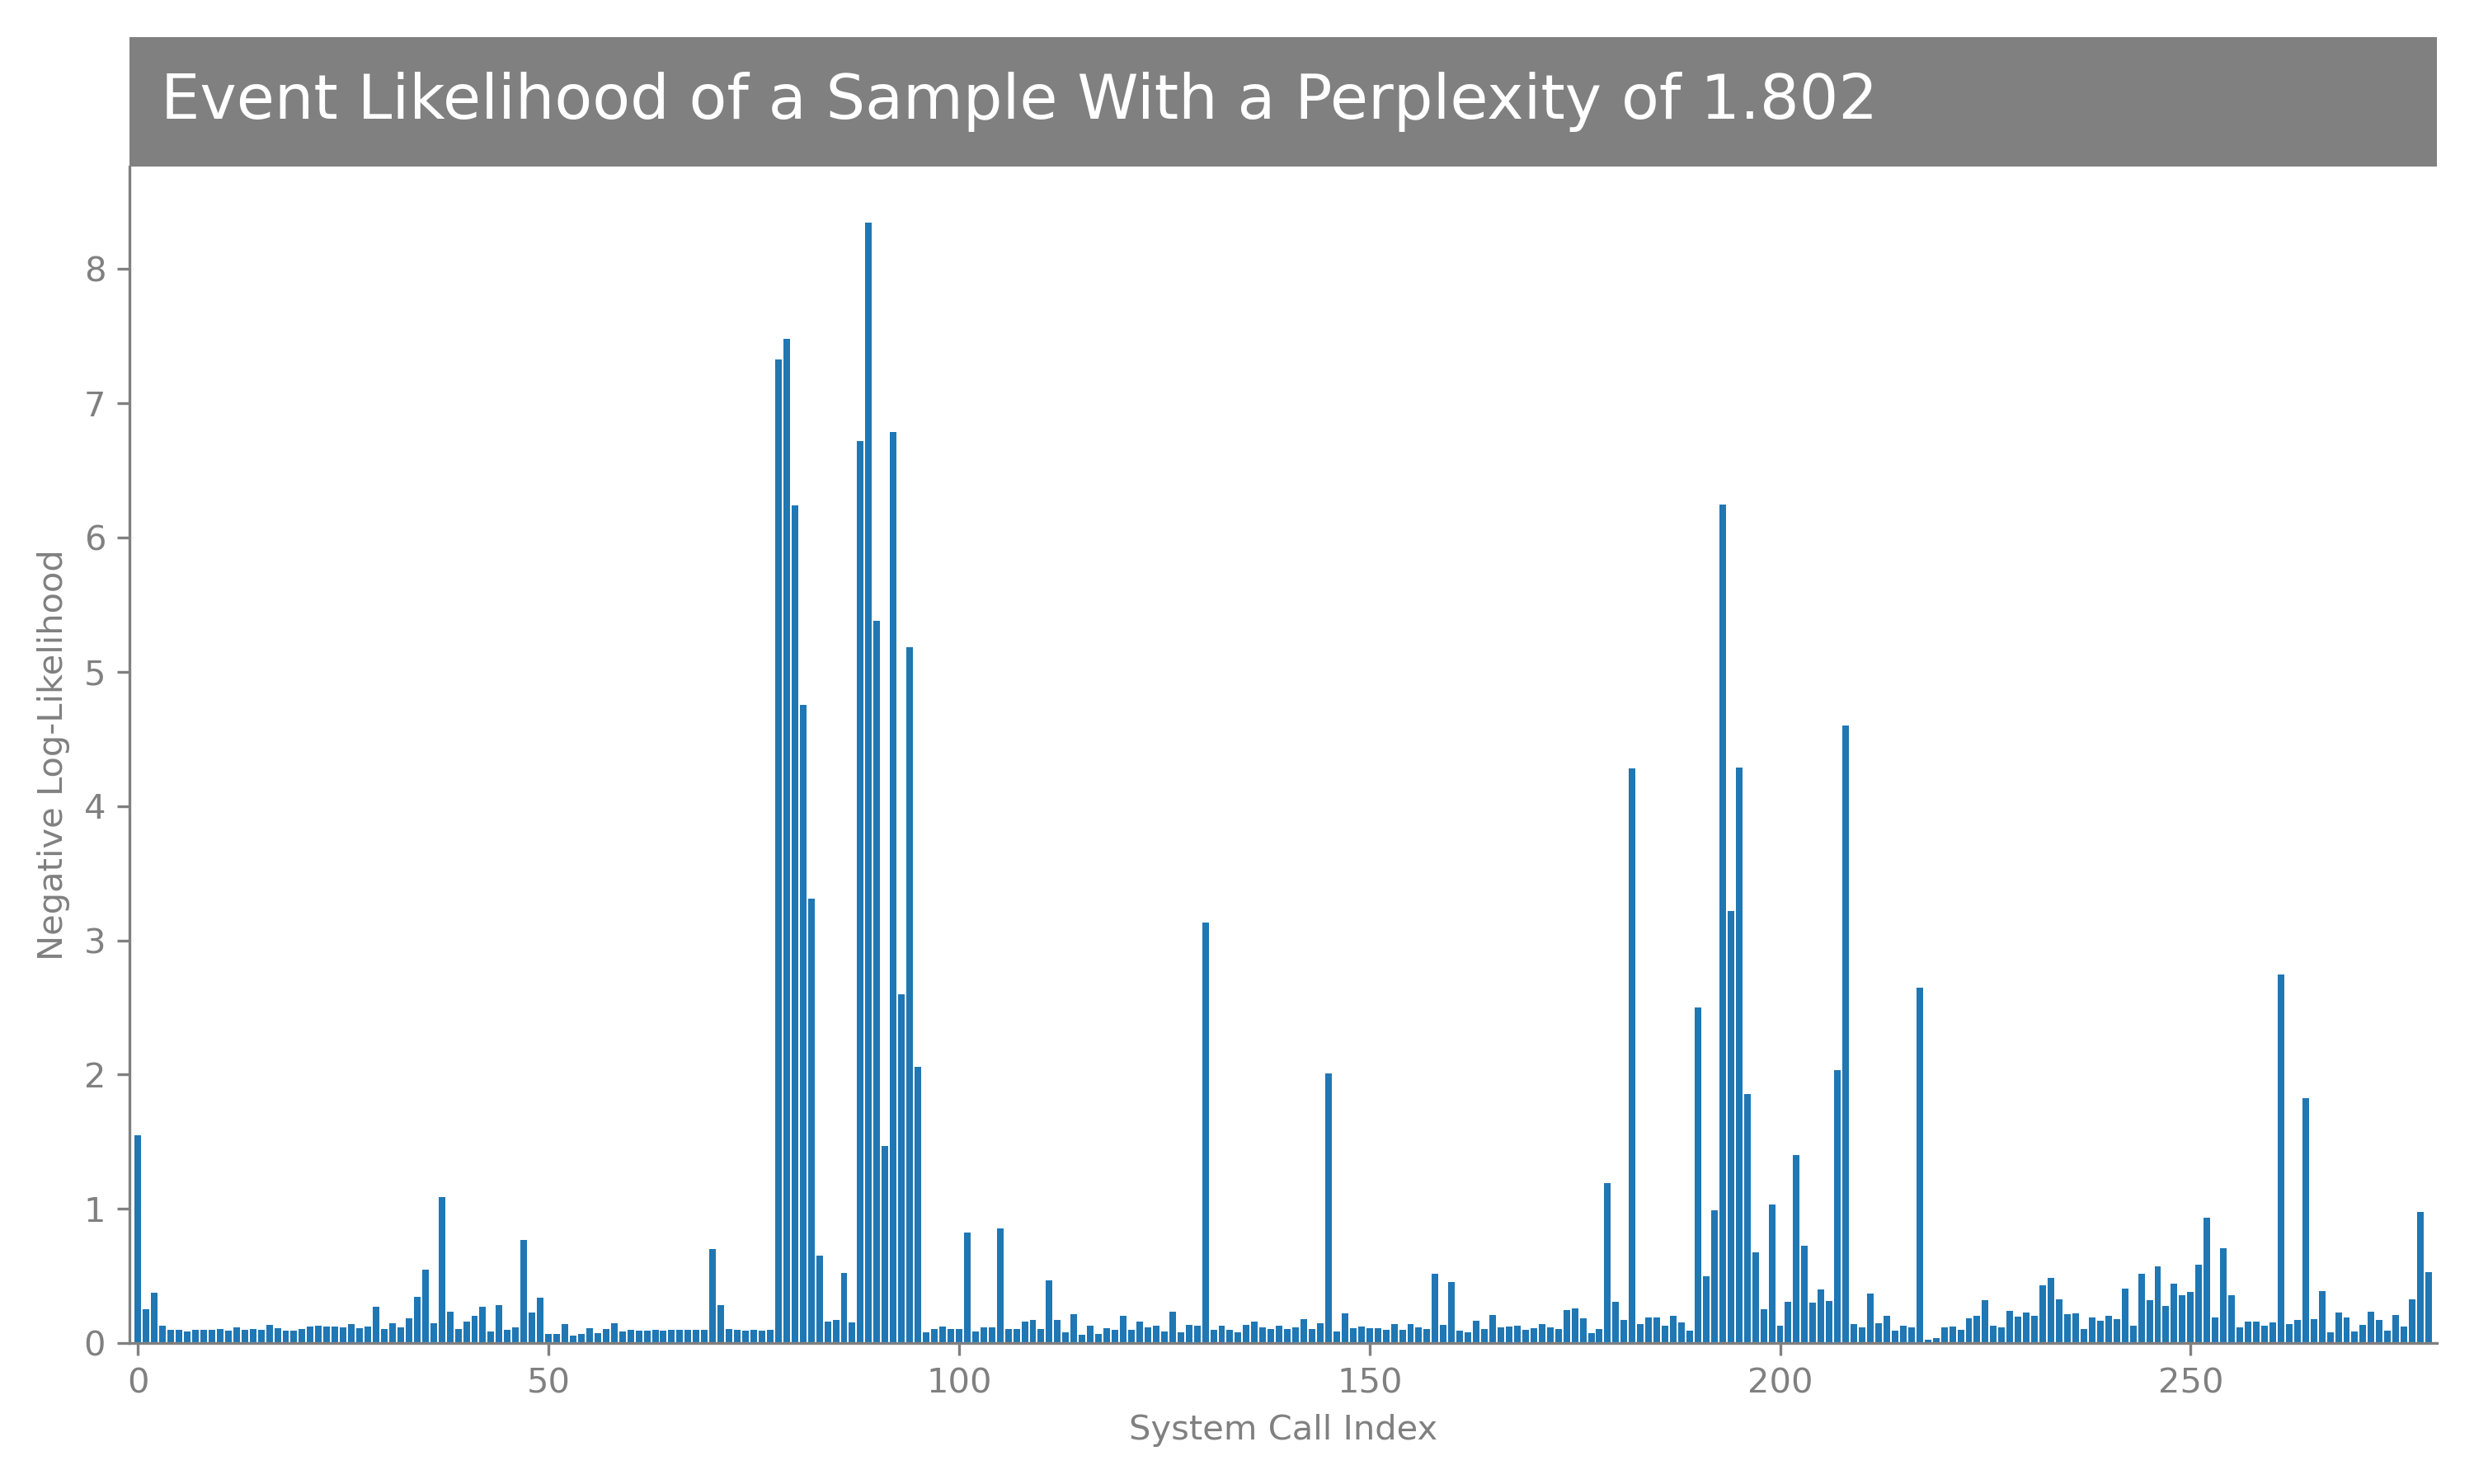 Event Likelihood of a Sample With a Perplexity of 1.802
8
7
6
5
4
3
2
1
0
Negative Log-Likelihood
0 50 100 150 200 250
System Call Index